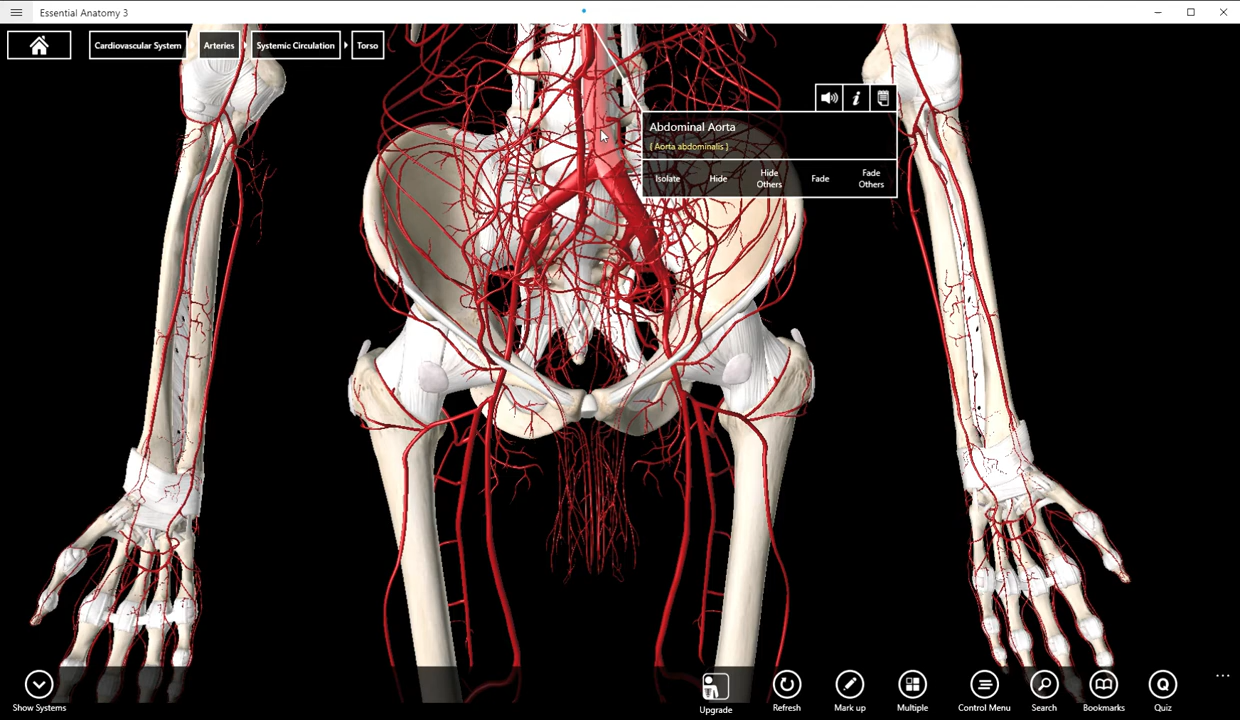 Essential Anatomy 3
Cardiovascular System
Arteries
Systemic Circulation
Torso
Abdominal Aorta
[ Aorta abdominalis ]
Isolate
Hide
Hide
Others
Fade
Fade
Others
Show Systems
Upgrade
Refresh
Mark up
Multiple
Control Menu
Search
Bookmarks
Q
Quiz